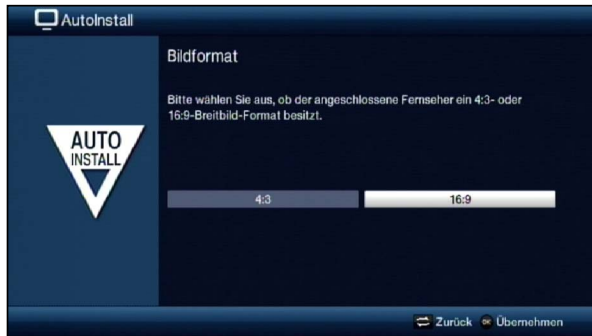 AutoInstall
Bildformat
Bitte wählen Sie aus, ob der angeschlossene Fernseher ein 4:3- oder
16:9-Breitbild-Format besitzt.
AUTO
INSTALL
4:3 16:9
Zurück OK Übernehmen